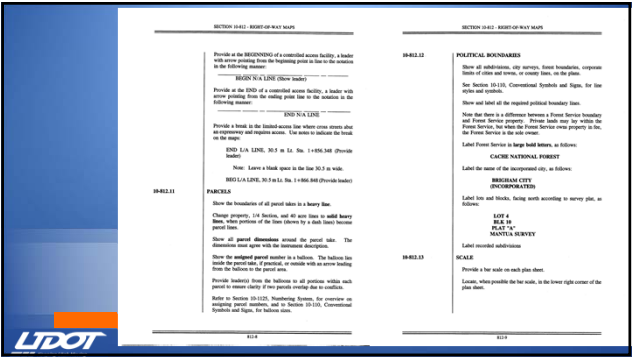 SECTION 10-812 - RIGHT-OF-WAY MAPS
Provide at the BEGINNING of a controlled access facility, a leader
with arrow pointing from the beginning point in line to the notation
in the following manner:
BEGIN N/A LINE (Show leader)
Provide at the END of a controlled access facility, a leader with
arrow pointing from the ending point line to the notation in the
following manner:
END N/A LINE
Provide a break in the limited-access line where cross streets abut
an expressway and requires access. Use notes to indicate the break
on the maps:
END L/A LINE, 30.5 m Lt. Sta. 1+856.348 (Provide
leader)
Note: Leave a blank space in the line 30.5 m wide.
BEG L/A LINE, 30.5 m Lt. Sta. 1+866.848 (Provide leader)
10-812.11 PARCELS
Show the boundaries of all parcel takes in a heavy line.
Change property, 1/4 Section, and 40 acre lines to solid heavy
lines, when portions of the lines (shown by a dash lines) become
parcel lines.
Show all parcel dimensions around the parcel take. The
dimensions must agree with the instrument description.
Show the assigned parcel number in a balloon. The balloon lies
inside the parcel take, if practical, or outside with an arrow leading
from the balloon to the parcel area.
Provide leader(s) from the balloons to all portions within each
parcel to ensure clarity if two parcels overlap due to conflicts.
Refer to Section 10-1125, Numbering System, for overview on
assigning parcel numbers, and to Section 10-110, Conventional
Symbols and Signs, for balloon sizes.
812-8
SECTION 10-812 - RIGHT-OF-WAY MAPS
10-812.12 POLITICAL BOUNDARIES
Show all subdivisions, city surveys, forest boundaries, corporate
limits of cities and towns, or county lines, on the plans.
See Section 10-110, Conventional Symbols and Signs, for line
styles and symbols.
Show and label all the required political boundary lines.
Note that there is a difference between a Forest Service boundary
and Forest Service property. Private lands may lay within the
Forest Service, but when the Forest Service owns property in fee,
the Forest Service is the sole owner.
Label Forest Service in large bold letters, as follows:
CACHE NATIONAL FOREST
Label the name of the incorporated city, as follows:
BRIGHAM CITY
(INCORPORATED)
Label lots and blocks, facing north according to survey plat, as
follows:
LOT 4
BLK 10
PLAT "A"
MANTUA SURVEY
Label recorded subdivisions
10-812.13 SCALE
Provide a bar scale on each plan sheet.
Locate, when possible the bar scale, in the lower right corner of the
plan sheet.
812-9
UDOT